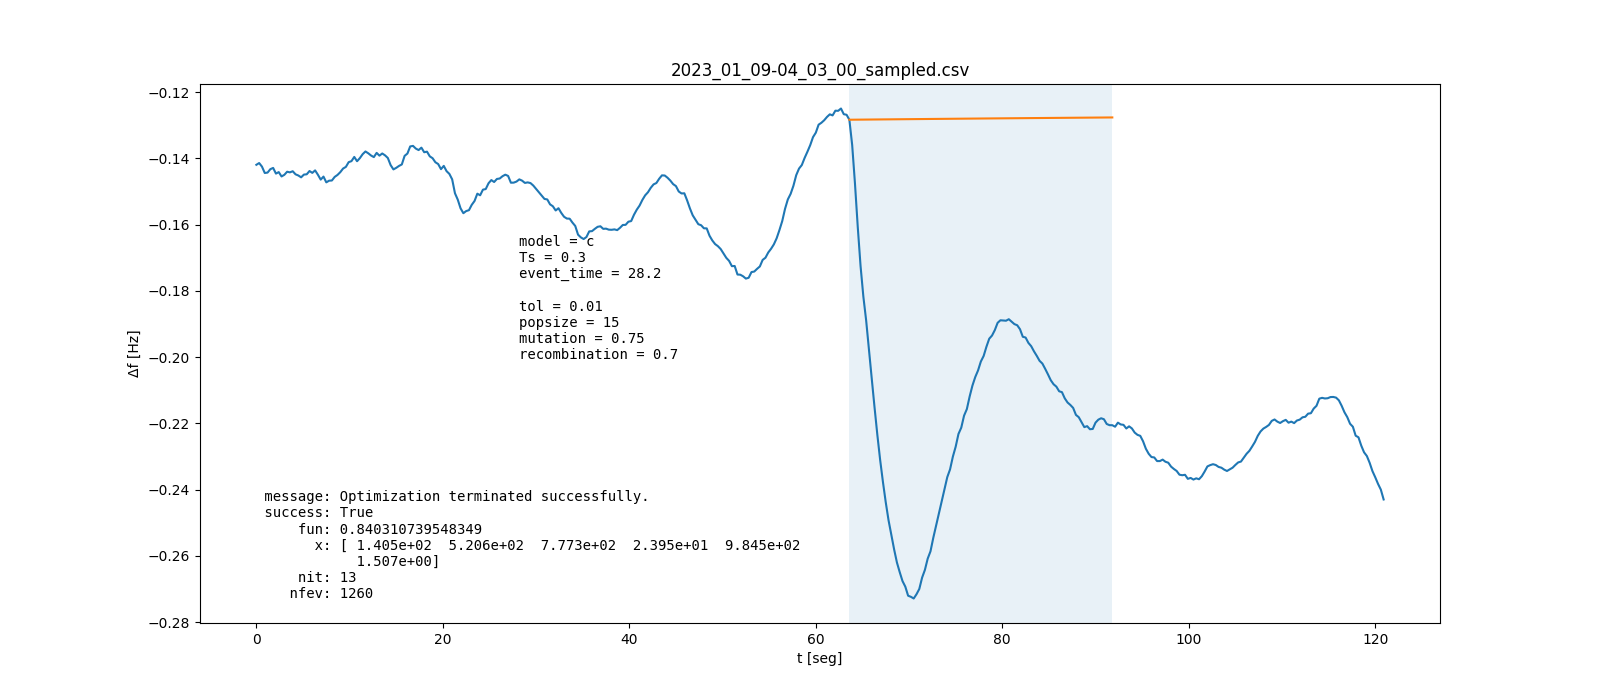 2023_01_09-04_03_00_sampled.csv
−0.12
−0.14
−0.16
−0.18
−0.20
−0.22
−0.24
−0.26
−0.28
Δf [Hz]
model = c
Ts = 0.3
event_time = 28.2
tol = 0.01
popsize = 15
mutation = 0.75
recombination = 0.7
message: Optimization terminated successfully.
success: True
fun: 0.840310739548349
x: [ 1.405e+02 5.206e+02 7.773e+02 2.395e+01 9.845e+02
1.507e+00]
nit: 13
nfev: 1260
0 20 40 60 80 100 120
t [seg]